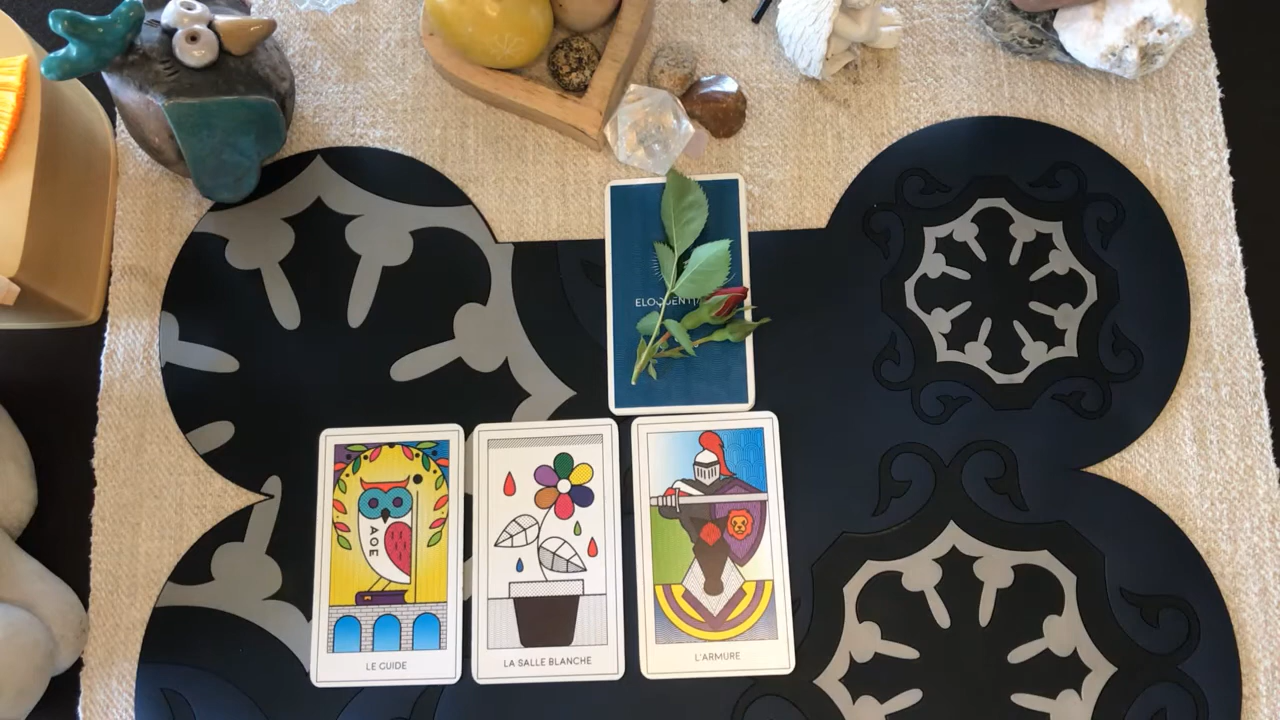 ELOQUENTI
AOE
LE GUIDE
LA SALLE BLANCHE
L'ARMURE